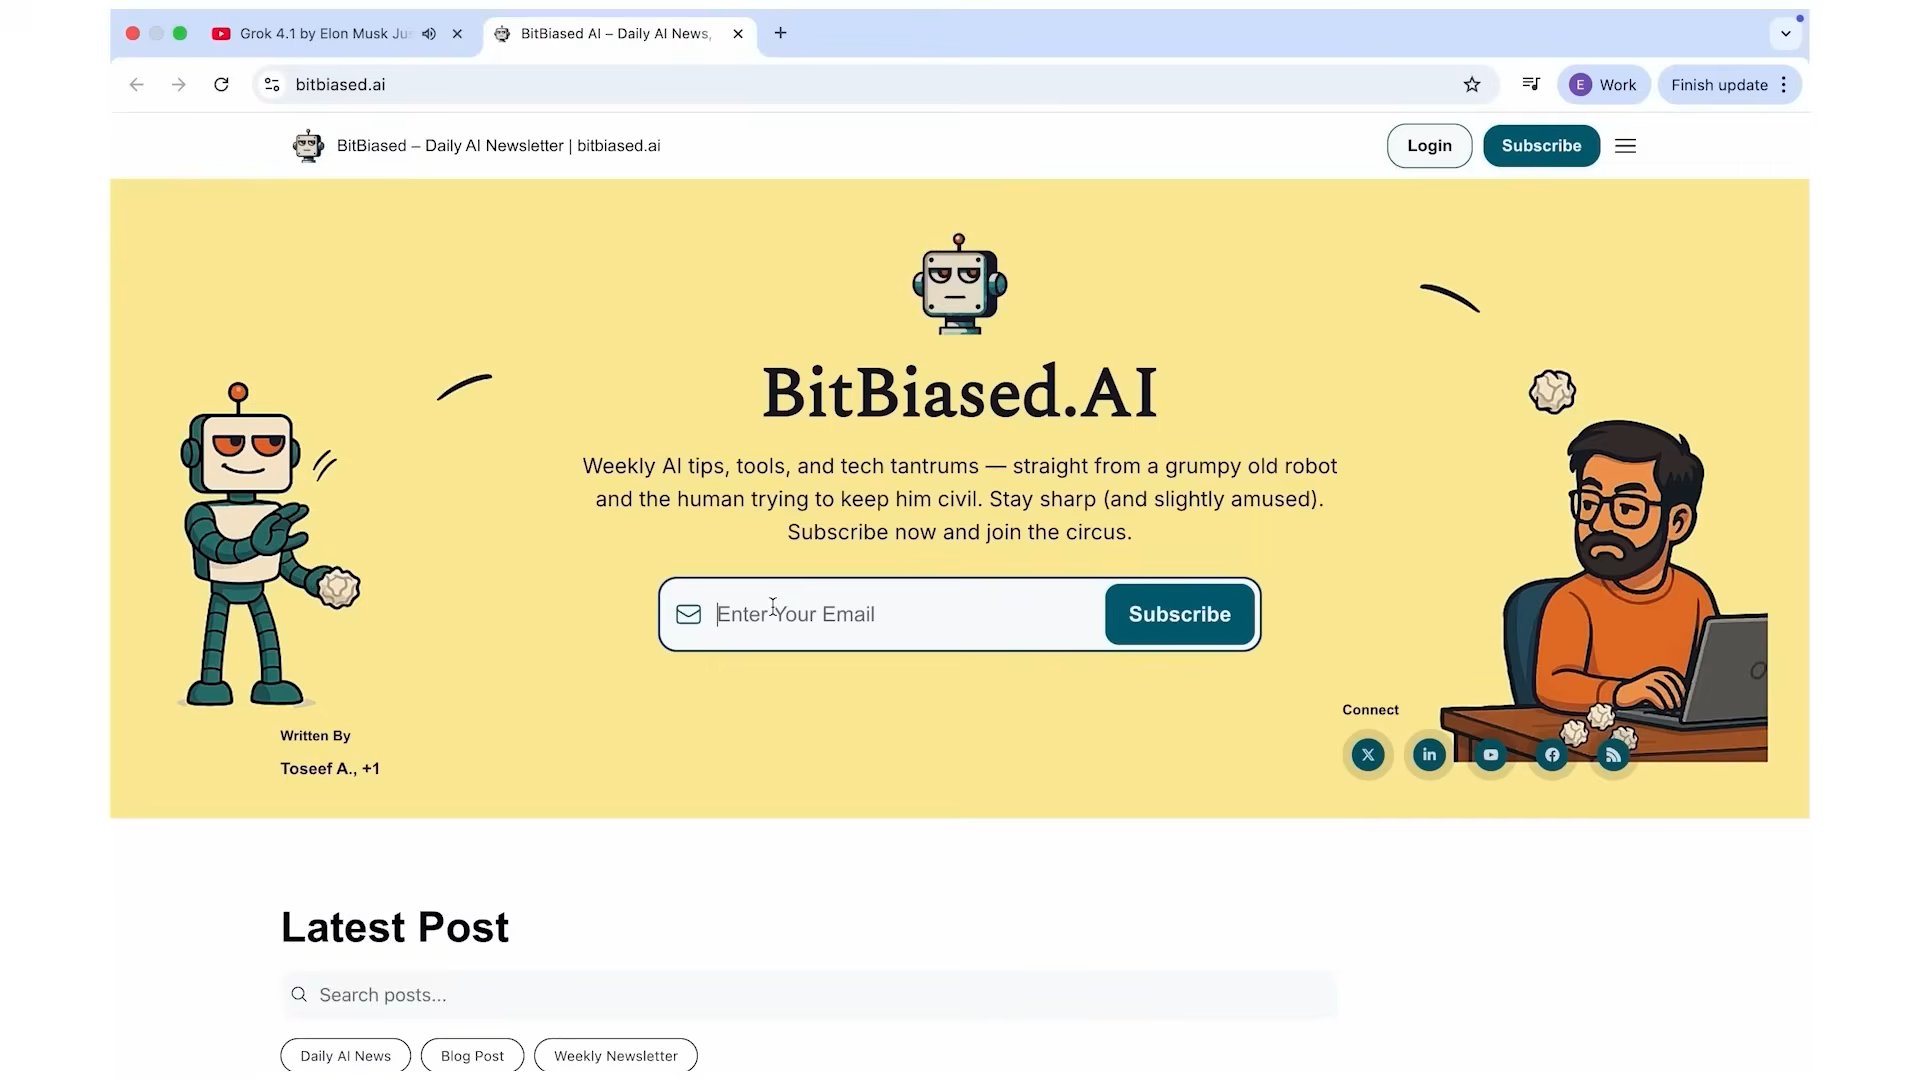 Grok 4.1 by Elon Musk Jus
BitBiased AI – Daily AI News,
bitbiased.ai
E
Work
Finish update
BitBiased – Daily AI Newsletter | bitbiased.ai
Login
Subscribe
BitBiased.AI
Weekly AI tips, tools, and tech tantrums — straight from a grumpy old robot
and the human trying to keep him civil. Stay sharp (and slightly amused).
Subscribe now and join the circus.
Enter Your Email
Subscribe
Written By
Toseef A., +1
Connect
Latest Post
Search posts...
Daily AI News
Blog Post
Weekly Newsletter